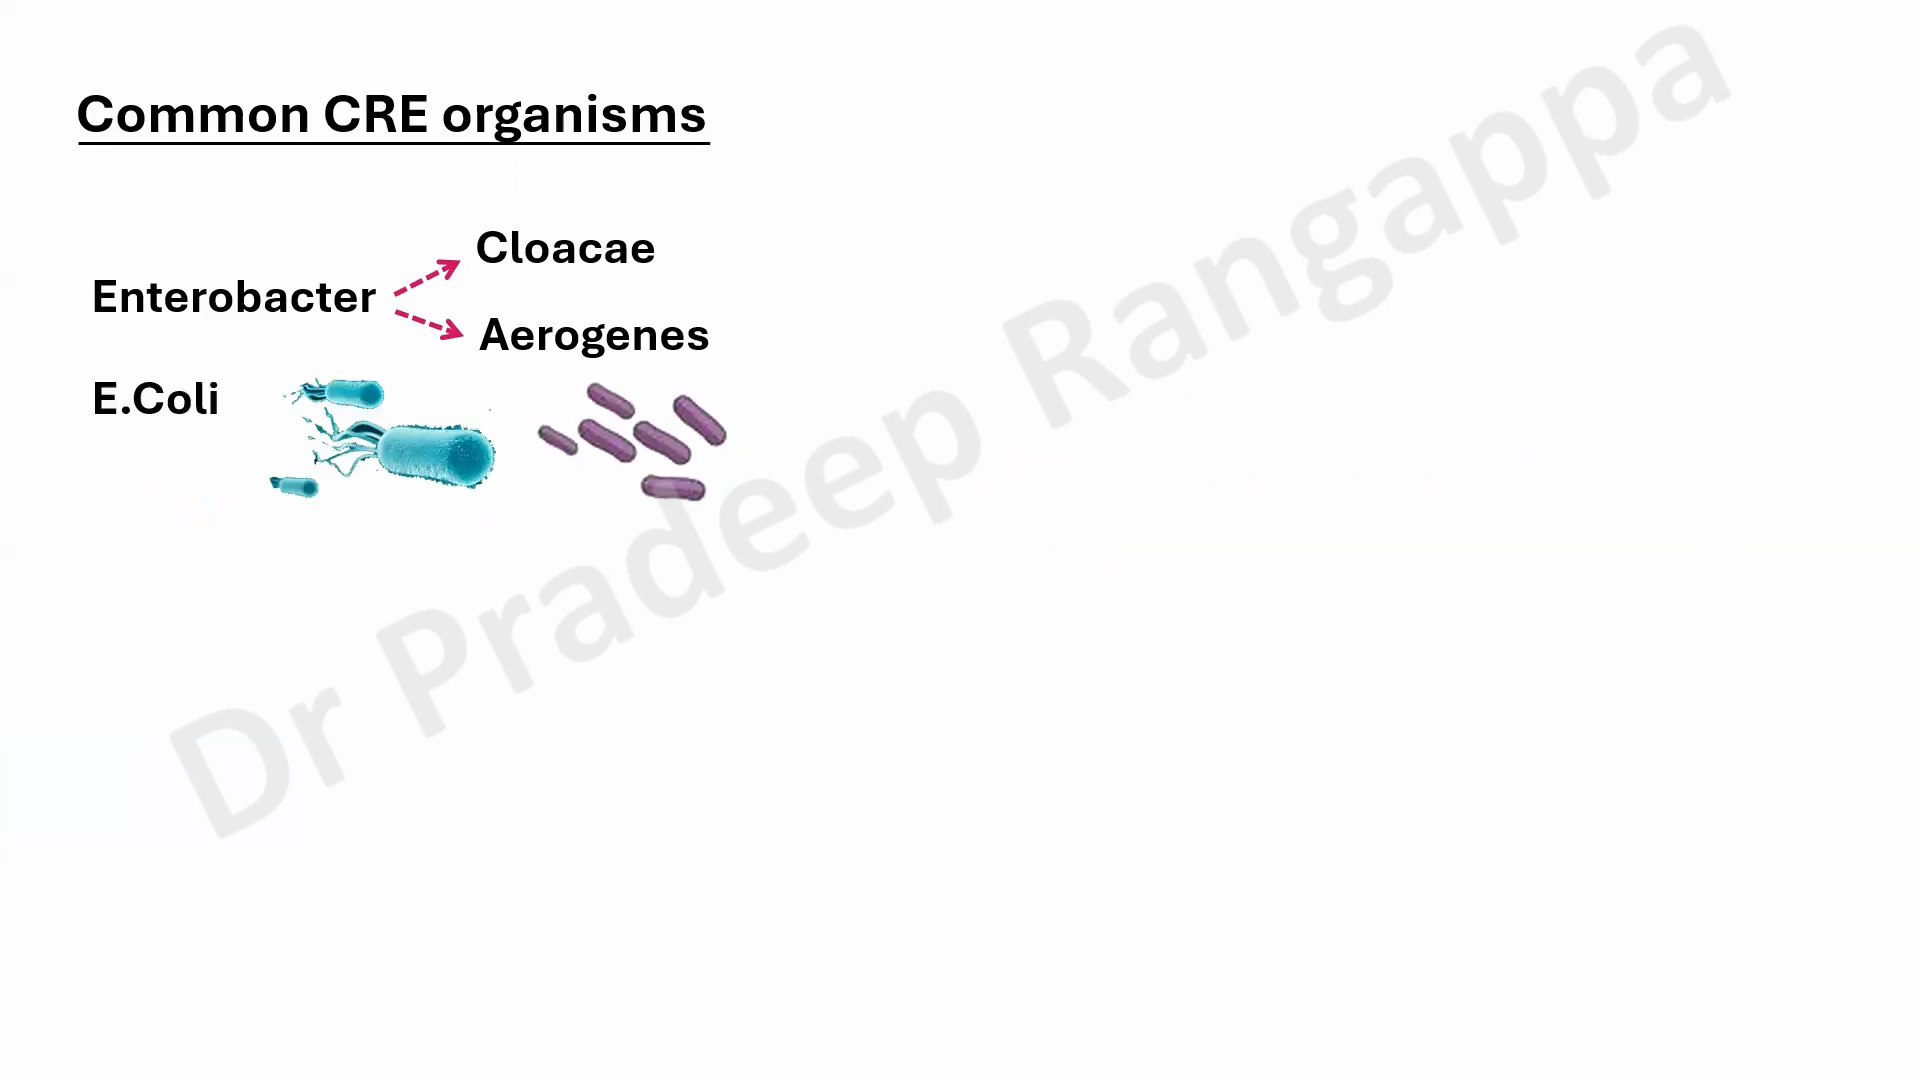 Common CRE organisms
Cloacae
Enterobacter
Aerogenes
E.Coli
Dr Pradeep Rangappa